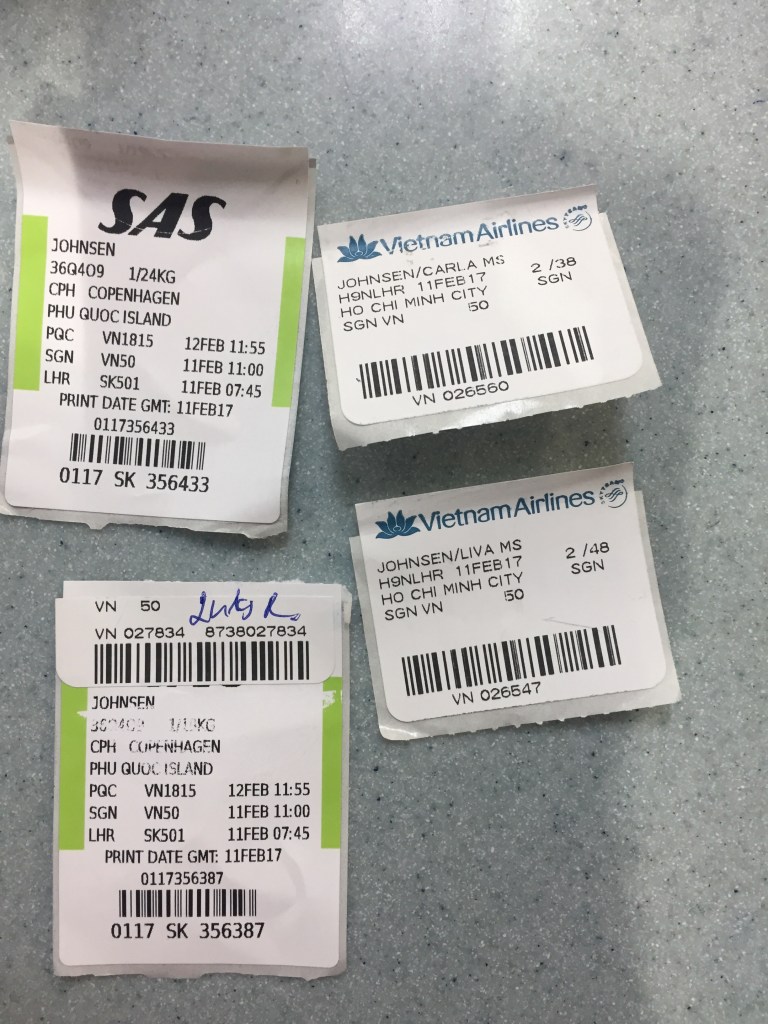 SAS
JOHNSEN
36Q4O9 1/24KG
CPH COPENHAGEN
PHU QUOC ISLAND
PQC VN1815 12FEB 11:55
SGN VN50 11FEB 11:00
LHR SK501 11FEB 07:45
PRINT DATE GMT: 11FEB17
0117356433
0117 SK 356433
Vietnam Airlines
JOHNSEN/CARLA MS 2 /38
H9NLHR 11FEB17 SGN
HO CHI MINH CITY
SGN VN 50
VN 026560
Vietnam Airlines
JOHNSEN/LIVA MS 2 /48
H9NLHR 11FEB17 SGN
HO CHI MINH CITY
SGN VN 50
VN 026547
VN 50
VN 027834 8738027834
JOHNSEN
CPH COPENHAGEN
PHU QUOC ISLAND
PQC VN1815 12FEB 11:55
SGN VN50 11FEB 11:00
LHR SK501 11FEB 07:45
PRINT DATE GMT: 11FEB17
0117356387
0117 SK 356387